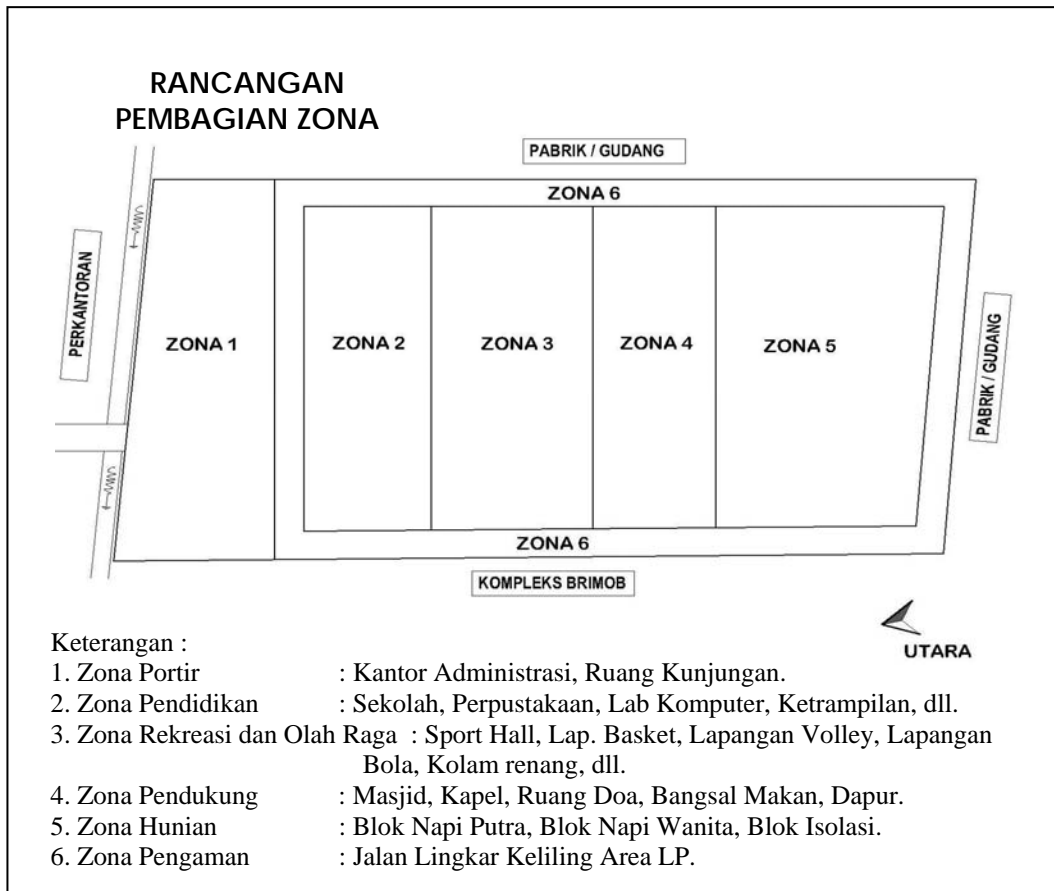 RANCANGAN
PEMBAGIAN ZONA
PABRIK / GUDANG
ZONA 6
PERKANTORAN
ZONA 1
ZONA 2
ZONA 3
ZONA 4
ZONA 5
PABRIK / GUDANG
ZONA 6
KOMPLEKS BRIMOB
UTARA
Keterangan :
1. Zona Portir : Kantor Administrasi, Ruang Kunjungan.
2. Zona Pendidikan : Sekolah, Perpustakaan, Lab Komputer, Ketrampilan, dll.
3. Zona Rekreasi dan Olah Raga : Sport Hall, Lap. Basket, Lapangan Volley, Lapangan
Bola, Kolam renang, dll.
4. Zona Pendukung : Masjid, Kapel, Ruang Doa, Bangsal Makan, Dapur.
5. Zona Hunian : Blok Napi Putra, Blok Napi Wanita, Blok Isolasi.
6. Zona Pengaman : Jalan Lingkar Keliling Area LP.